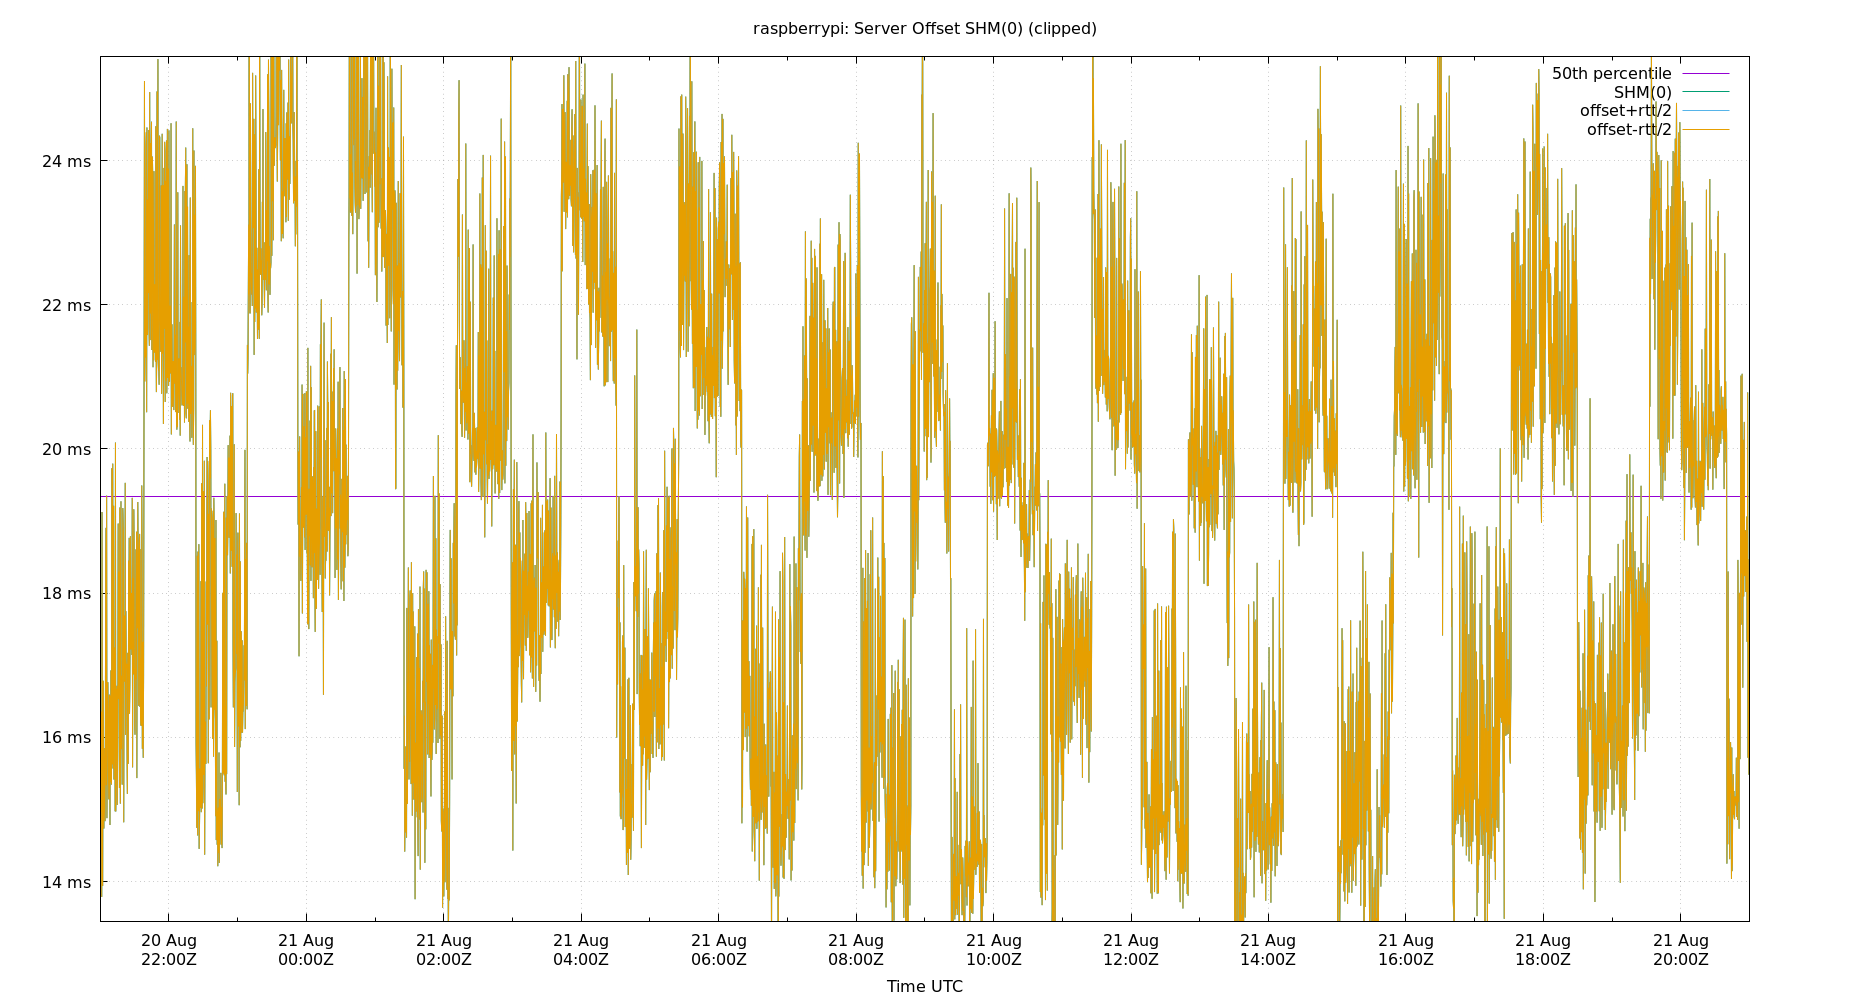 raspberrypi: Server Offset SHM(0) (clipped)
50th percentile
SHM(0)
offset+rtt/2
offset-rtt/2
24 ms
22 ms
20 ms
18 ms
16 ms
14 ms
20 Aug 21 Aug 21 Aug 21 Aug 21 Aug 21 Aug 21 Aug 21 Aug 21 Aug 21 Aug 21 Aug 21 Aug
22:00Z 00:00Z 02:00Z 04:00Z 06:00Z 08:00Z 10:00Z 12:00Z 14:00Z 16:00Z 18:00Z 20:00Z
Time UTC